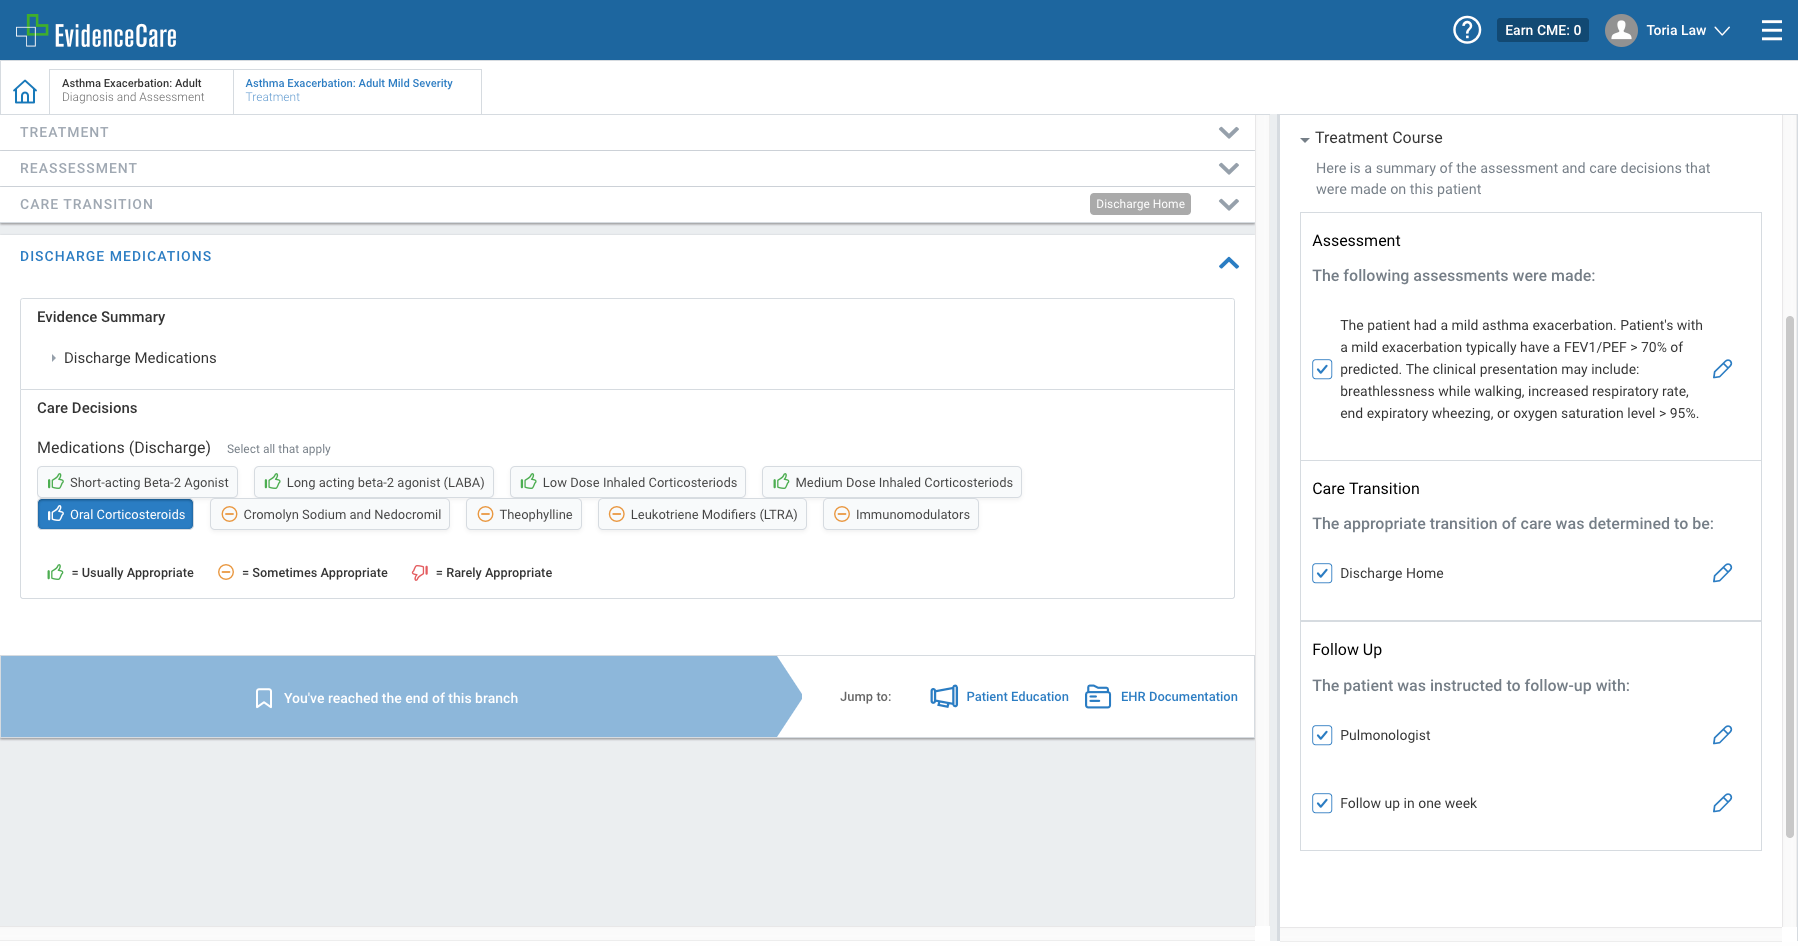 EvidenceCare
Earn CME: 0
Toria Law
Asthma Exacerbation: Adult
Diagnosis and Assessment
Asthma Exacerbation: Adult Mild Severity
Treatment
TREATMENT
REASSESSMENT
CARE TRANSITION
Discharge Home
DISCHARGE MEDICATIONS
Evidence Summary
Discharge Medications
Care Decisions
Medications (Discharge) Select all that apply
Short-acting Beta-2 Agonist
Long acting beta-2 agonist (LABA)
Low Dose Inhaled Corticosteriods
Medium Dose Inhaled Corticosteriods
Oral Corticosteroids
Cromolyn Sodium and Nedocromil
Theophylline
Leukotriene Modifiers (LTRA)
Immunomodulators
= Usually Appropriate
= Sometimes Appropriate
= Rarely Appropriate
You've reached the end of this branch
Jump to:
Patient Education
EHR Documentation
Treatment Course
Here is a summary of the assessment and care decisions that
were made on this patient
Assessment
The following assessments were made:
The patient had a mild asthma exacerbation. Patient's with
a mild exacerbation typically have a FEV1/PEF > 70% of
predicted. The clinical presentation may include:
breathlessness while walking, increased respiratory rate,
end expiratory wheezing, or oxygen saturation level > 95%.
Care Transition
The appropriate transition of care was determined to be:
Discharge Home
Follow Up
The patient was instructed to follow-up with:
Pulmonologist
Follow up in one week